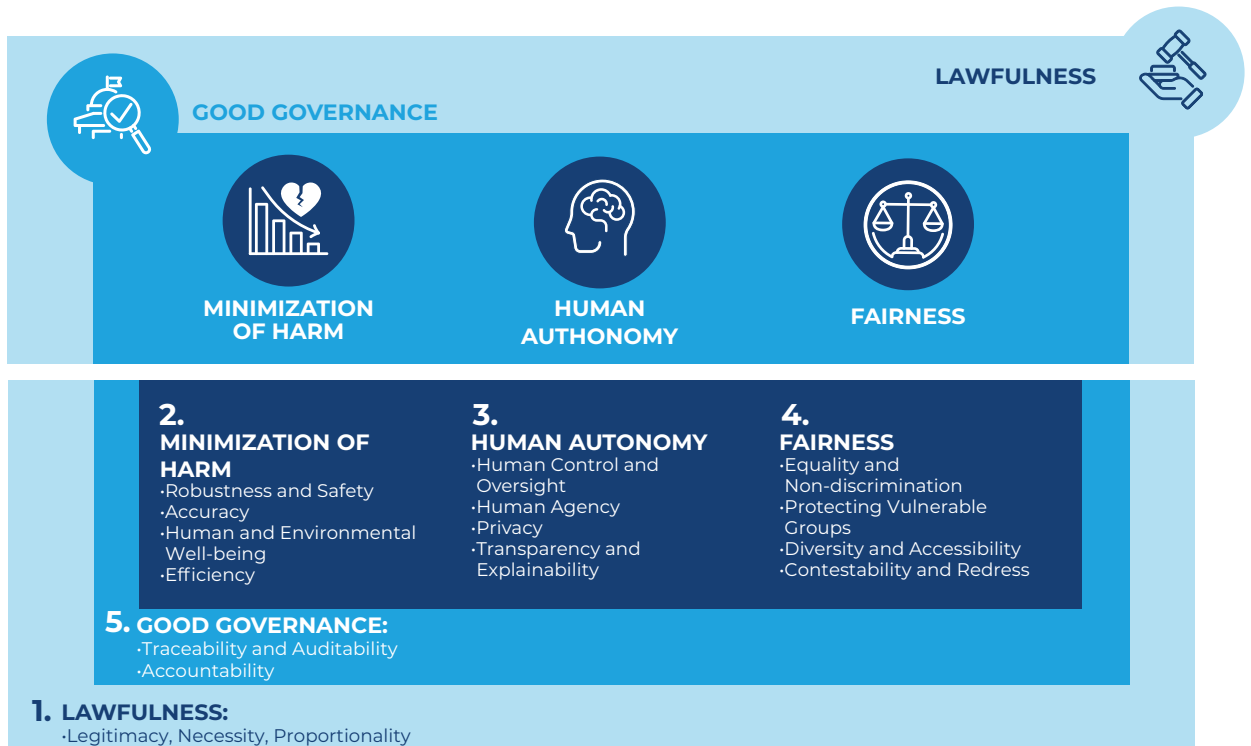 LAWFULNESS
GOOD GOVERNANCE
MINIMIZATION
OF HARM
HUMAN
AUTHONOMY
FAIRNESS
2.
MINIMIZATION OF
HARM
·Robustness and Safety
·Accuracy
·Human and Environmental
Well-being
·Efficiency
3.
HUMAN AUTONOMY
·Human Control and
Oversight
·Human Agency
·Privacy
·Transparency and
Explainability
4.
FAIRNESS
·Equality and
Non-discrimination
·Protecting Vulnerable
Groups
·Diversity and Accessibility
·Contestability and Redress
5. GOOD GOVERNANCE:
·Traceability and Auditability
·Accountability
1. LAWFULNESS:
·Legitimacy, Necessity, Proportionality